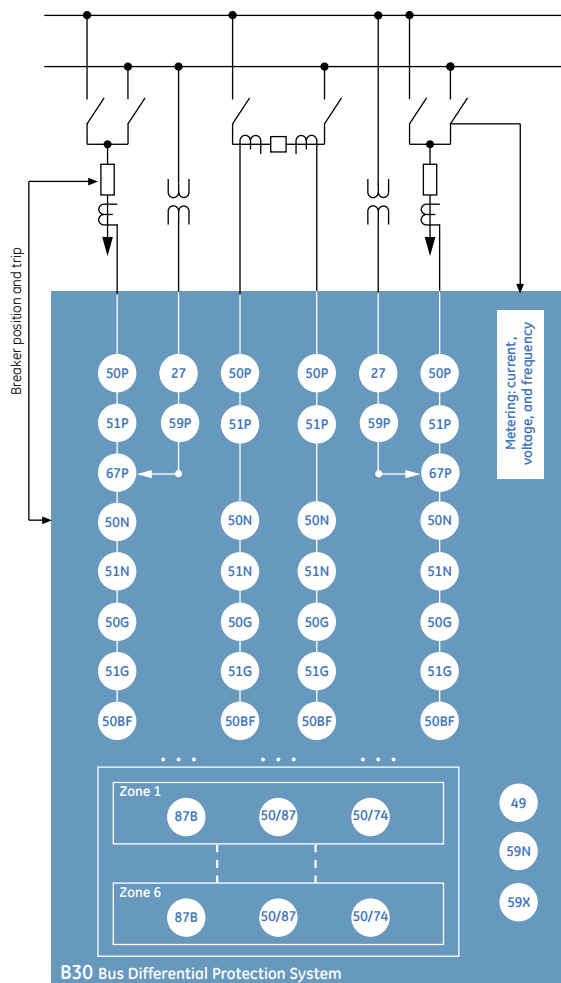 Breaker position and trip
Metering: current,
voltage, and frequency
50P 27 50P 50P 27 50P
51P 59P 51P 51P 59P 51P
67P 67P
50N 50N 50N 50N
51N 51N 51N 51N
50G 50G 50G 50G
51G 51G 51G 51G
50BF 50BF 50BF 50BF
. . . . . . . . .
Zone 1
87B 50/87 50/74
49
59N
Zone 6
87B 50/87 50/74
59X
B30 Bus Differential Protection System